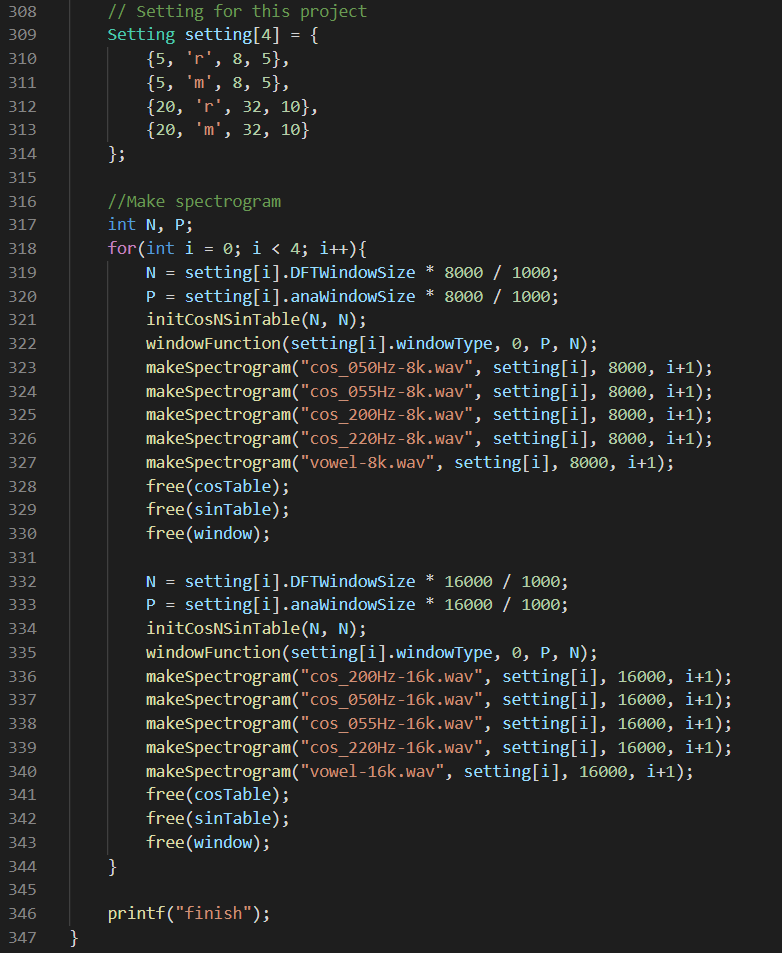 308 // Setting for this project
309 Setting setting[4] = {
310 {5, 'r', 8, 5},
311 {5, 'm', 8, 5},
312 {20, 'r', 32, 10},
313 {20, 'm', 32, 10}
314 };
315
316 //Make spectrogram
317 int N, P;
318 for(int i = 0; i < 4; i++){
319 N = setting[i].DFTWindowSize * 8000 / 1000;
320 P = setting[i].anaWindowSize * 8000 / 1000;
321 initCosNSinTable(N, N);
322 windowFunction(setting[i].windowType, 0, P, N);
323 makeSpectrogram("cos_050Hz-8k.wav", setting[i], 8000, i+1);
324 makeSpectrogram("cos_055Hz-8k.wav", setting[i], 8000, i+1);
325 makeSpectrogram("cos_200Hz-8k.wav", setting[i], 8000, i+1);
326 makeSpectrogram("cos_220Hz-8k.wav", setting[i], 8000, i+1);
327 makeSpectrogram("vowel-8k.wav", setting[i], 8000, i+1);
328 free(cosTable);
329 free(sinTable);
330 free(window);
331
332 N = setting[i].DFTWindowSize * 16000 / 1000;
333 P = setting[i].anaWindowSize * 16000 / 1000;
334 initCosNSinTable(N, N);
335 windowFunction(setting[i].windowType, 0, P, N);
336 makeSpectrogram("cos_200Hz-16k.wav", setting[i], 16000, i+1);
337 makeSpectrogram("cos_050Hz-16k.wav", setting[i], 16000, i+1);
338 makeSpectrogram("cos_055Hz-16k.wav", setting[i], 16000, i+1);
339 makeSpectrogram("cos_220Hz-16k.wav", setting[i], 16000, i+1);
340 makeSpectrogram("vowel-16k.wav", setting[i], 16000, i+1);
341 free(cosTable);
342 free(sinTable);
343 free(window);
344 }
345
346 printf("finish");
347 }